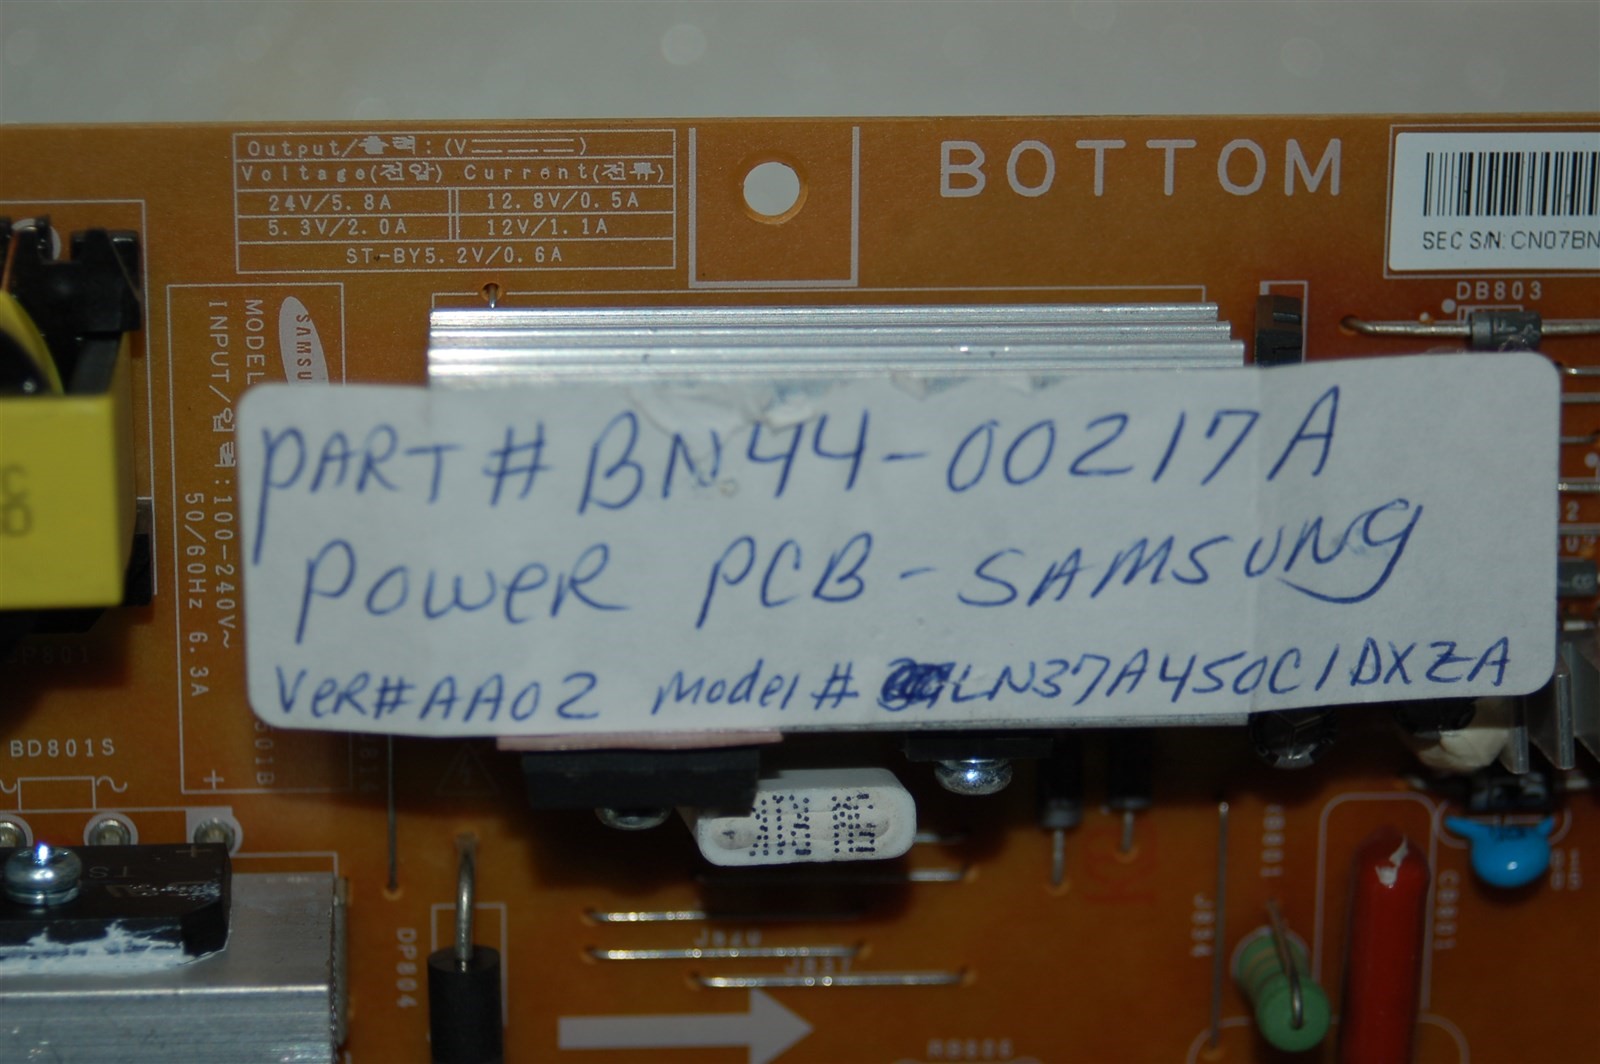 Output/출력: (V⎓)
Voltage(전압) Current(전류)
24V/5.8A 12.8V/0.5A
5.3V/2.0A 12V/1.1A
ST-BY5.2V/0.6A
BOTTOM
SEC S/N: CN07BN
DB803
SAMSU
MODEL
INPUT/입력:100-240V~
50/60Hz 6.3A
PART # BN44-00217A
POWER PCB - SAMSUNG
VER# AA02 Model # LN37A450C1DXZA
BD801S
+
TS
DP804